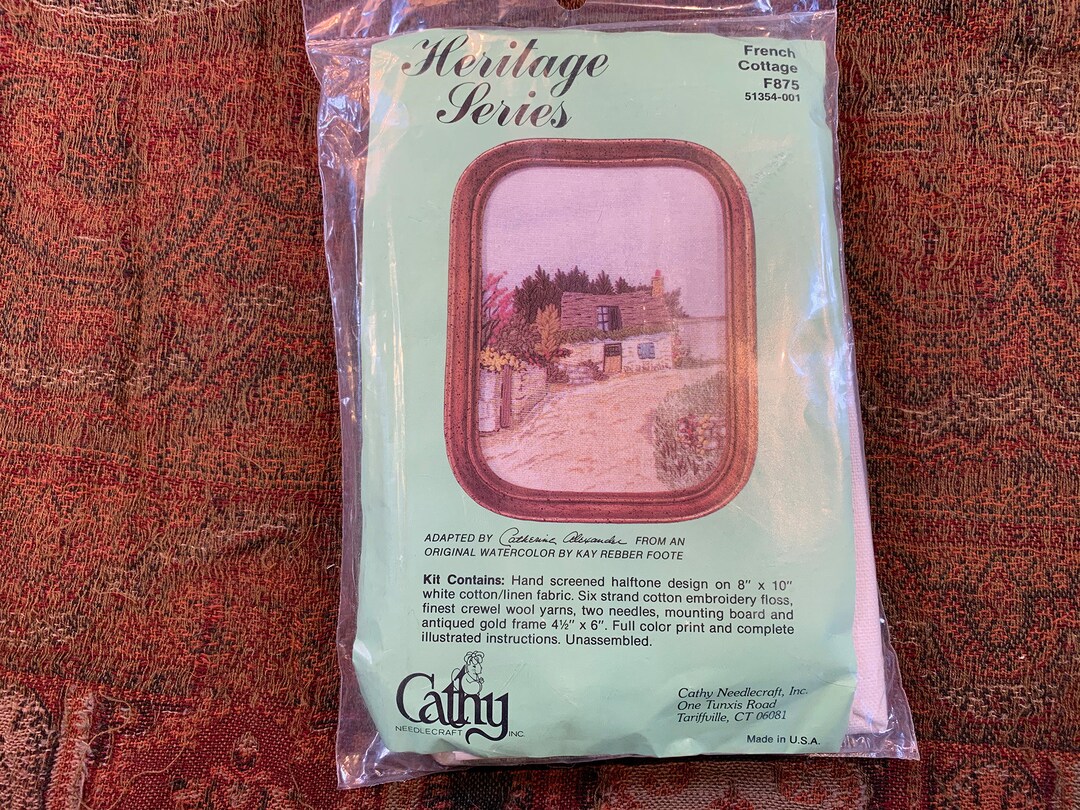 Heritage
Series
French
Cottage
F875
51354-001
ADAPTED BY Catherine Alexander FROM AN
ORIGINAL WATERCOLOR BY KAY REBBER FOOTE
Kit Contains: Hand screened halftone design on 8" x 10"
white cotton/linen fabric. Six strand cotton embroidery floss,
finest crewel wool yarns, two needles, mounting board and
antiqued gold frame 4½" x 6". Full color print and complete
illustrated instructions. Unassembled.
Cathy
NEEDLECRAFT INC.
Cathy Needlecraft, Inc.
One Tunxis Road
Tariffville, CT 06081
Made in U.S.A.